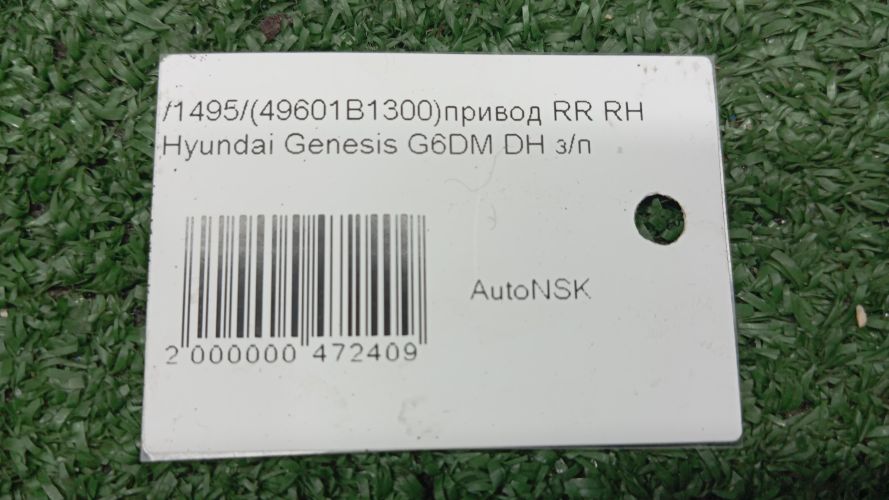 /1495/(49601B1300)привод RR RH
Hyundai Genesis G6DM DH з/п
AutoNSK
2 000000 472409